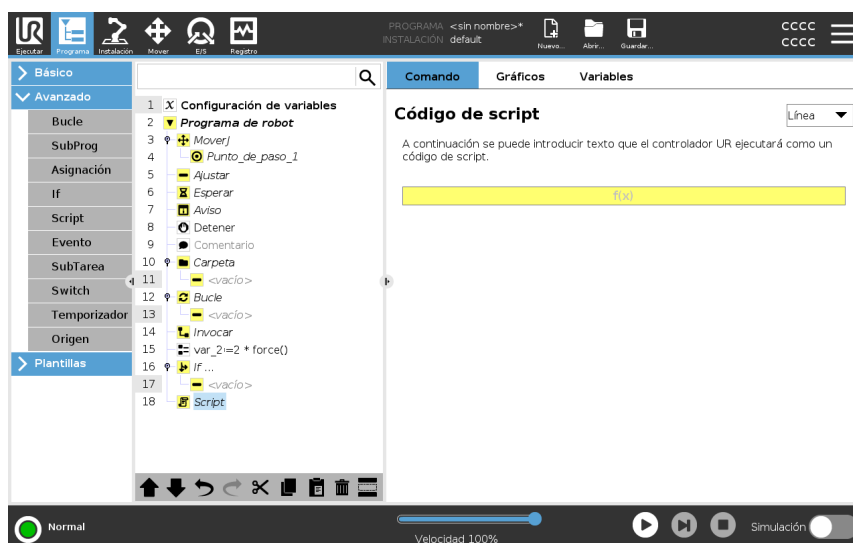 PROGRAMA <sin nombre>*
INSTALACIÓN default
cccc
cccc
Ejecutar Programa Instalación Mover E/S Registro Nuevo... Abrir... Guardar...
Básico
Avanzado
Bucle
SubProg
Asignación
If
Script
Evento
SubTarea
Switch
Temporizador
Origen
Plantillas
1 X Configuración de variables
2 Programa de robot
3 MoverJ
4 Punto_de_paso_1
5 Ajustar
6 Esperar
7 Aviso
8 Detener
9 Comentario
10 Carpeta
11 <vacío>
12 Bucle
13 <vacío>
14 Invocar
15 var_2≔2 * force()
16 If ...
17 <vacío>
18 Script
Comando Gráficos Variables
Código de script
Línea
A continuación se puede introducir texto que el controlador UR ejecutará como un
código de script.
f(x)
Normal
Velocidad 100%
Simulación